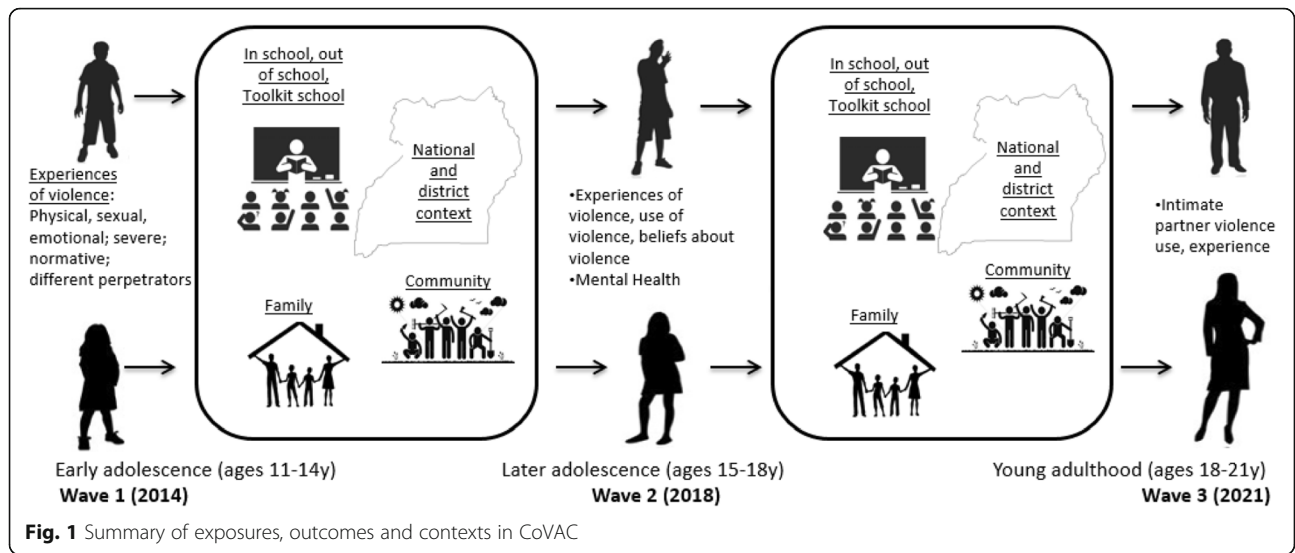 Experiences
of violence:
Physical, sexual,
emotional; severe;
normative;
different perpetrators
In school, out
of school,
Toolkit school
National
and
district
context
Community
Family
•Experiences of
violence, use of
violence, beliefs about
violence
•Mental Health
In school, out
of school,
Toolkit school
National
and
district
context
Community
Family
•Intimate
partner violence
use, experience
Early adolescence (ages 11-14y)
Wave 1 (2014)
Later adolescence (ages 15-18y)
Wave 2 (2018)
Young adulthood (ages 18-21y)
Wave 3 (2021)
Fig. 1 Summary of exposures, outcomes and contexts in CoVAC